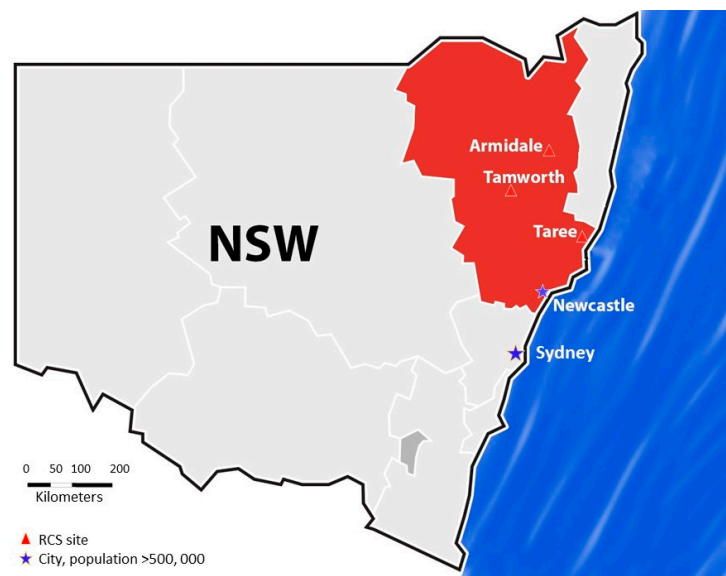 Armidale
Tamworth
NSW
Taree
Newcastle
Sydney
0 50 100 200
Kilometers
RCS site
City, population >500, 000